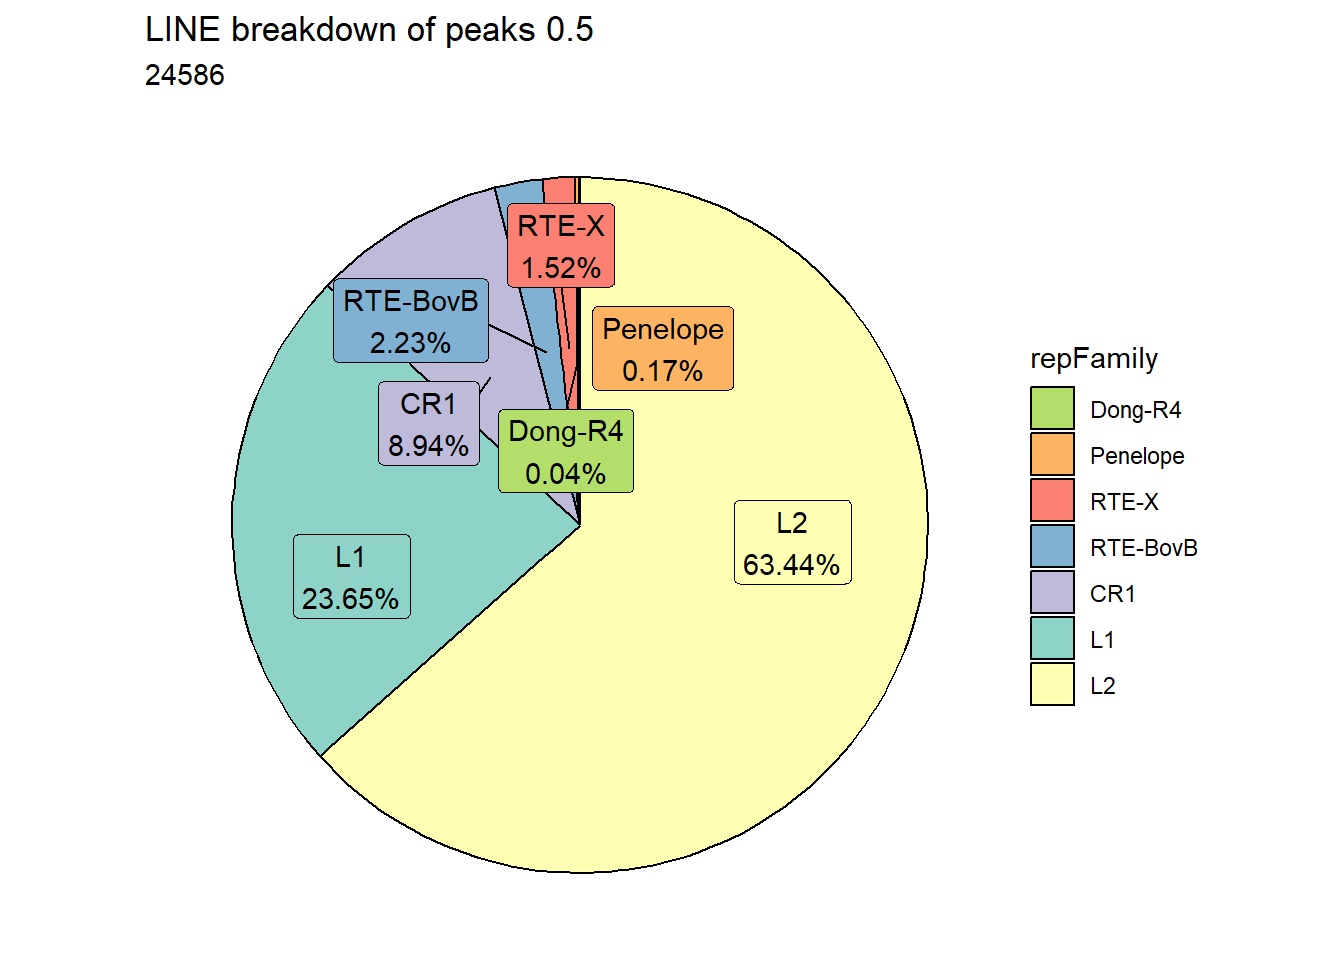 LINE breakdown of peaks 0.5
24586
RTE-X
1.52%
RTE-BovB
2.23%
Penelope
0.17%
CR1
8.94%
Dong-R4
0.04%
L2
63.44%
L1
23.65%
repFamily
Dong-R4
Penelope
RTE-X
RTE-BovB
CR1
L1
L2